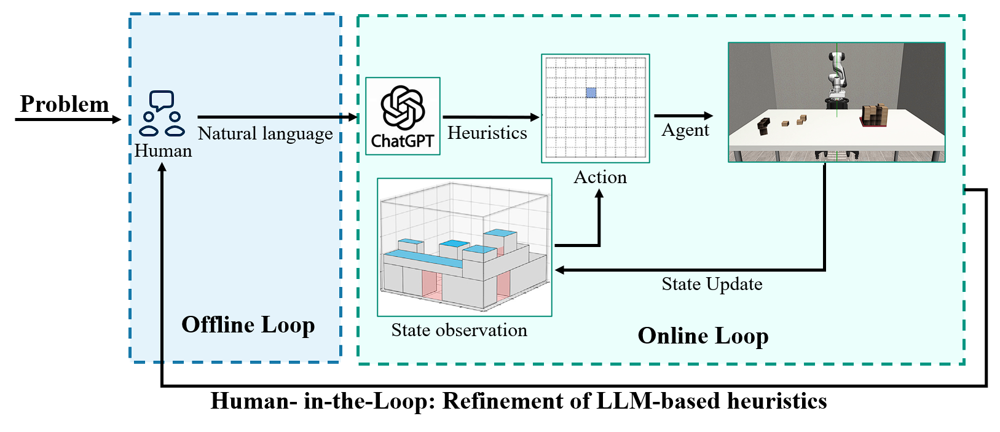 Problem
Human
Natural language
Offline Loop
ChatGPT
Heuristics
Action
Agent
State Update
State observation
Online Loop
Human- in-the-Loop: Refinement of LLM-based heuristics